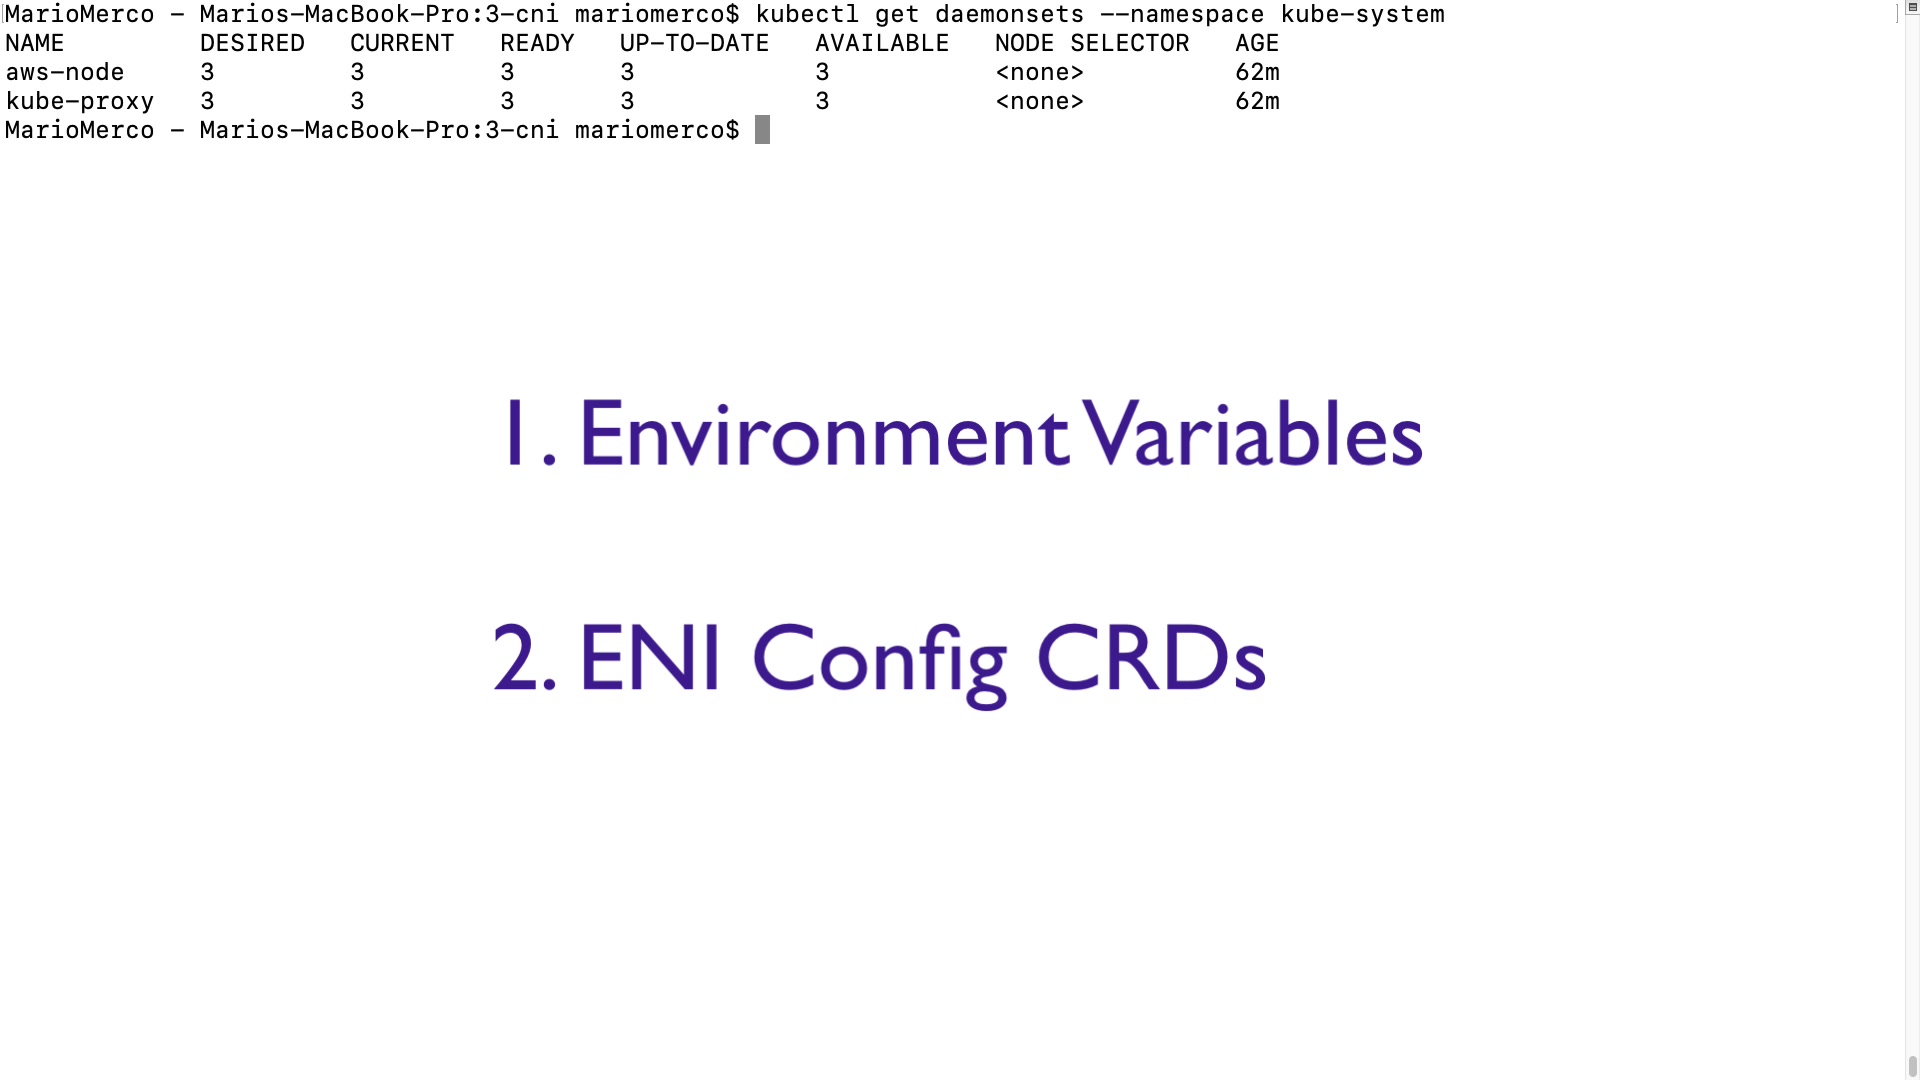 MarioMerco - Marios-MacBook-Pro:3-cni mariomerco$ kubectl get daemonsets --namespace kube-system
NAME DESIRED CURRENT READY UP-TO-DATE AVAILABLE NODE SELECTOR AGE
aws-node 3 3 3 3 3 <none> 62m
kube-proxy 3 3 3 3 3 <none> 62m
MarioMerco - Marios-MacBook-Pro:3-cni mariomerco$
1. Environment Variables
2. ENI Config CRDs